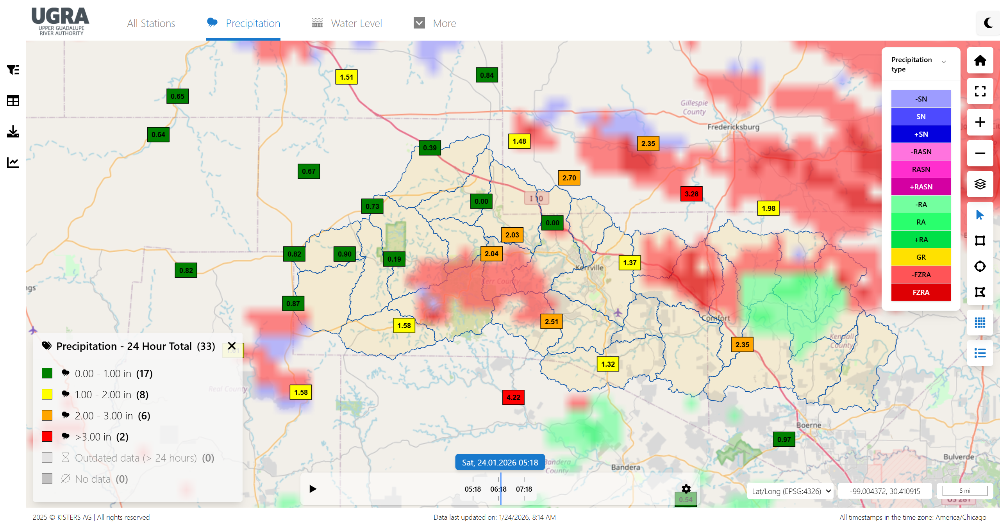 UGRA
UPPER GUADALUPE
RIVER AUTHORITY
All Stations
Precipitation
Water Level
More
Precipitation
type
-SN
SN
+SN
-RASN
RASN
+RASN
-RA
RA
+RA
GR
-FZRA
FZRA
1.51
0.84
0.65
Gillespie
County
Fredericksburg
0.64
1.48
2.35
0.39
0.67
2.70
3.28
I 10
0.73
0.00
1.98
0.00
2.03
0.82
0.90
2.04
0.19
1.37
Kerrville
0.82
Kerr County
ngs
0.87
Comfort
1.58
2.51
Kendall
County
2.35
1.61
1.32
Real County
1.58
4.22
Boerne
0.97
Bulverde
Bandera
County
Bandera
Precipitation - 24 Hour Total (33)
0.00 - 1.00 in (17)
1.00 - 2.00 in (8)
2.00 - 3.00 in (6)
>3.00 in (2)
Outdated data (> 24 hours) (0)
No data (0)
Sat, 24.01.2026 05:18
05:18
06:18
07:18
0.54
Lat/Long (EPSG:4326)
-99.004372, 30.410915
5 mi
US 281
2025 © KISTERS AG | All rights reserved
Data last updated on: 1/24/2026, 8:14 AM
All timestamps in the time zone: America/Chicago